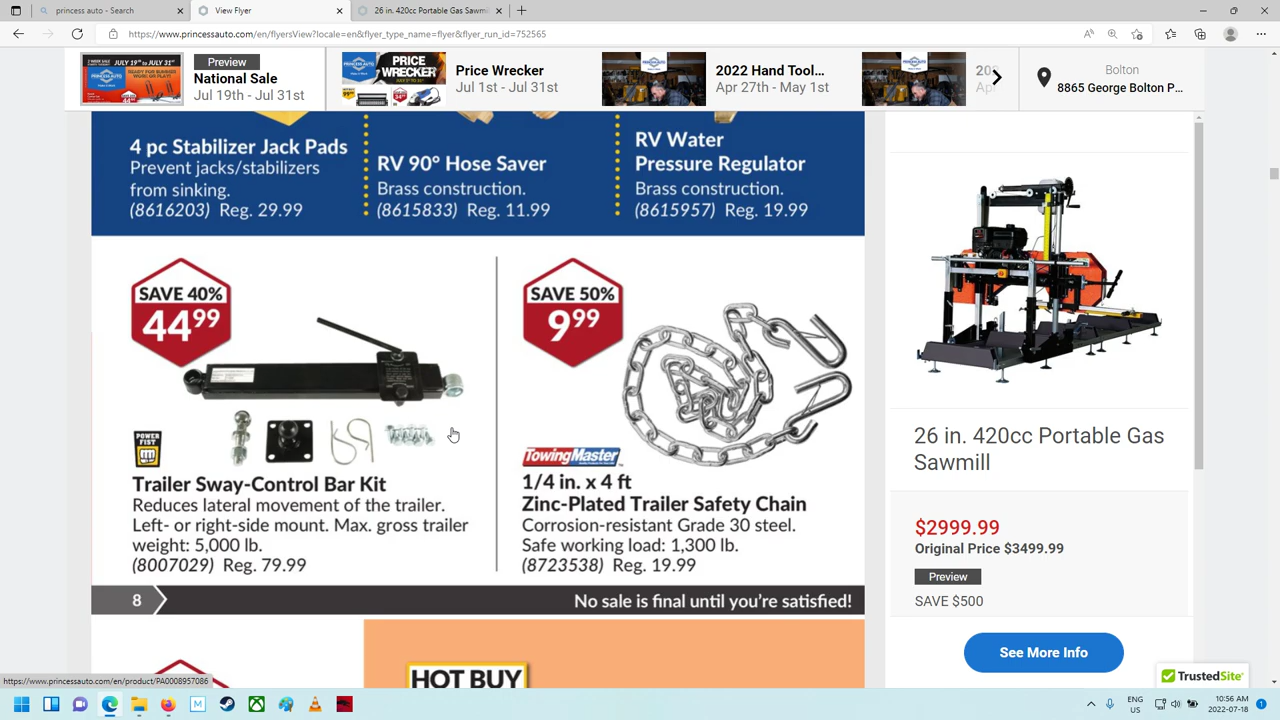 princess auto - Search
View Flyer
26 in. 420cc Portable Gas Sawm
https://www.princessauto.com/en/flyersView?locale=en&flyer_type_name=flyer&flyer_run_id=752565
Preview
National Sale
Jul 19th - Jul 31st
Price Wrecker
Jul 1st - Jul 31st
2022 Hand Tool...
Apr 27th - May 1st
Bolton
8865 George Bolton P...
4 pc Stabilizer Jack Pads
Prevent jacks/stabilizers
from sinking.
(8616203) Reg. 29.99
RV 90° Hose Saver
Brass construction.
(8615833) Reg. 11.99
RV Water
Pressure Regulator
Brass construction.
(8615957) Reg. 19.99
SAVE 40%
44.99
POWER
FIST
Trailer Sway-Control Bar Kit
Reduces lateral movement of the trailer.
Left- or right-side mount. Max. gross trailer
weight: 5,000 lb.
(8007029) Reg. 79.99
SAVE 50%
9.99
TowingMaster
1/4 in. x 4 ft
Zinc-Plated Trailer Safety Chain
Corrosion-resistant Grade 30 steel.
Safe working load: 1,300 lb.
(8723538) Reg. 19.99
8
No sale is final until you're satisfied!
HOT BUY
26 in. 420cc Portable Gas
Sawmill
$2999.99
Original Price $3499.99
Preview
SAVE $500
See More Info
TrustedSite
https://www.princessauto.com/en/product/PA0008957086
ENG
US
10:56 AM
2022-07-18